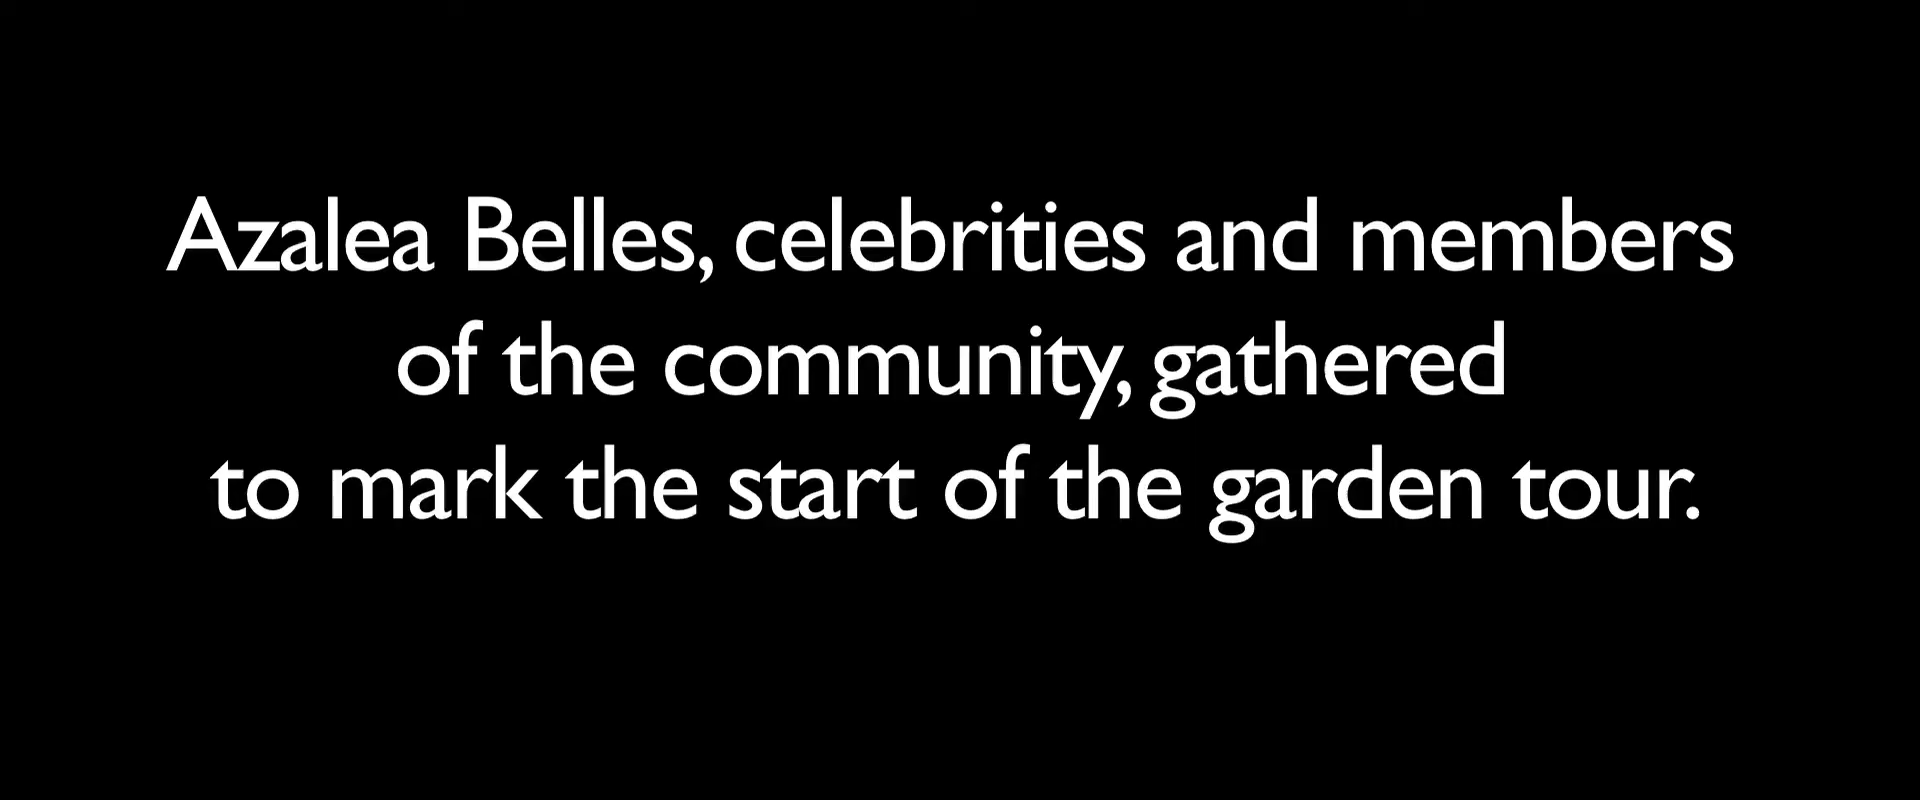 Azalea Belles, celebrities and members
of the community, gathered
to mark the start of the garden tour.